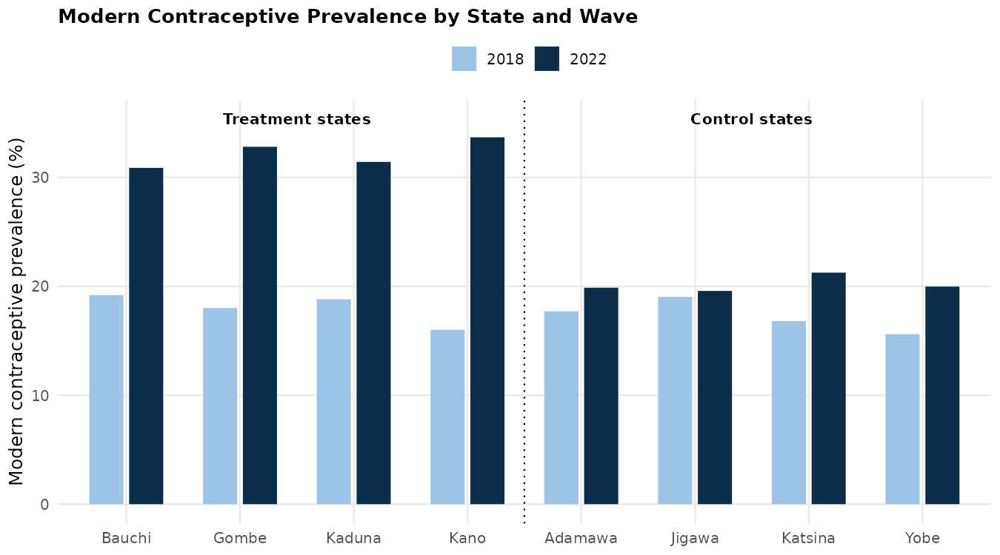 Modern Contraceptive Prevalence by State and Wave
2018 2022
Treatment states Control states
Modern contraceptive prevalence (%)
30
20
10
0
Bauchi Gombe Kaduna Kano Adamawa Jigawa Katsina Yobe